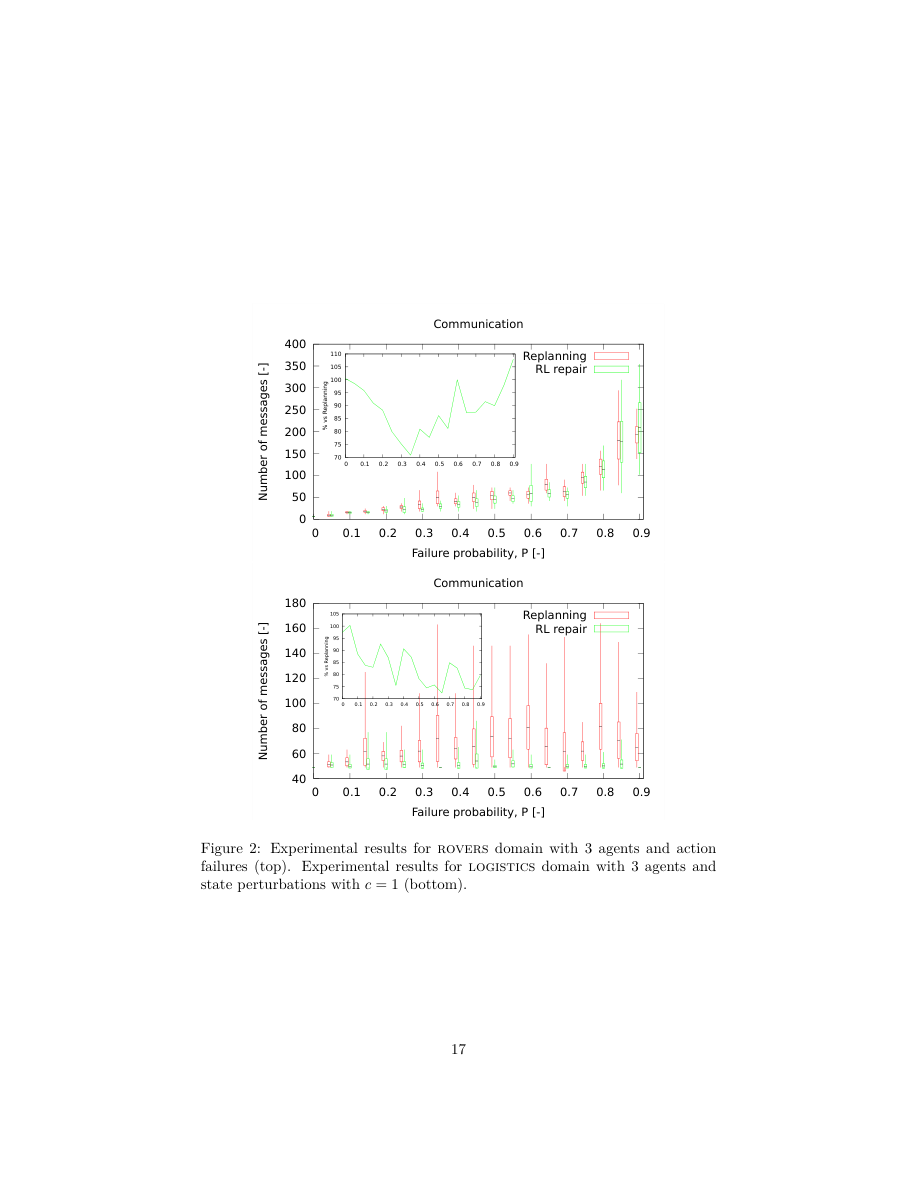 Communication
400
350
300
250
200
150
100
50
0
Number of messages [-]
110
105
100
95
90
85
80
75
70
% vs Replanning
0 0.1 0.2 0.3 0.4 0.5 0.6 0.7 0.8 0.9
Replanning
RL repair
0 0.1 0.2 0.3 0.4 0.5 0.6 0.7 0.8 0.9
Failure probability, P [-]
Communication
180
160
140
120
100
80
60
40
Number of messages [-]
105
100
95
90
85
80
75
70
% vs Replanning
0 0.1 0.2 0.3 0.4 0.5 0.6 0.7 0.8 0.9
Replanning
RL repair
0 0.1 0.2 0.3 0.4 0.5 0.6 0.7 0.8 0.9
Failure probability, P [-]
Figure 2: Experimental results for ROVERS domain with 3 agents and action
failures (top). Experimental results for LOGISTICS domain with 3 agents and
state perturbations with c = 1 (bottom).
17